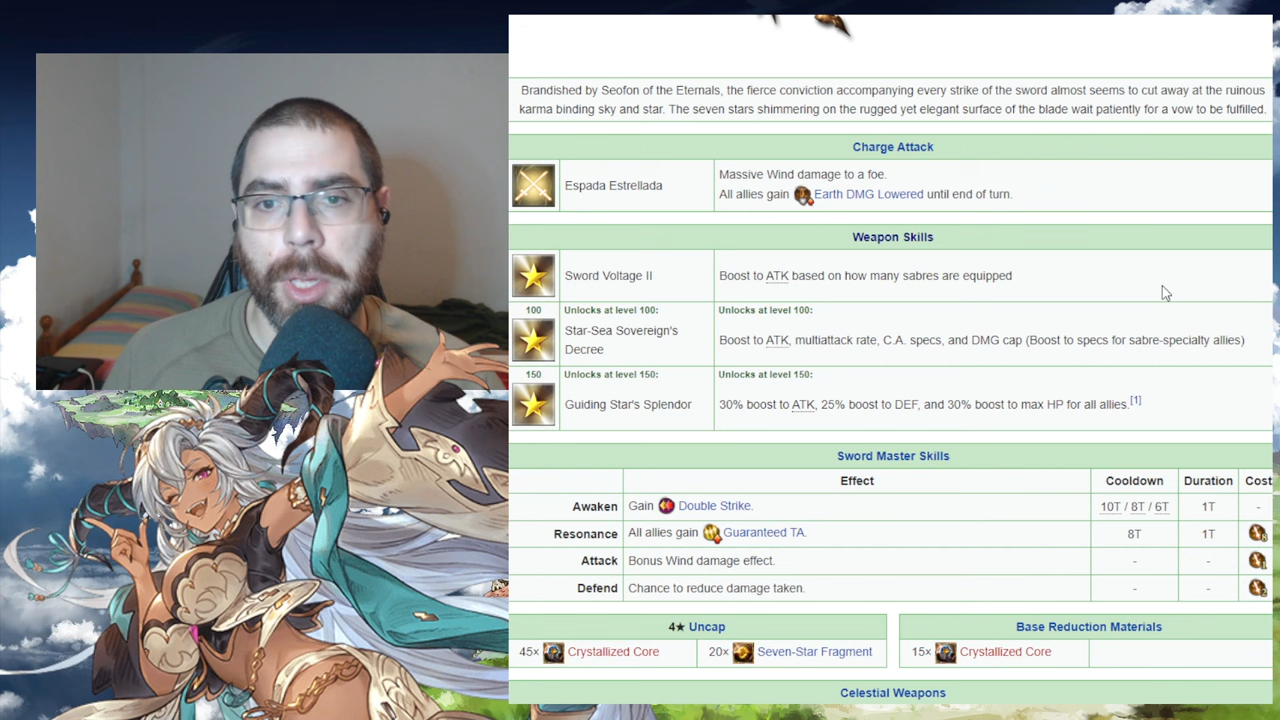 Brandished by Seofon of the Eternals, the fierce conviction accompanying every strike of the sword almost seems to cut away at the ruinous
karma binding sky and star. The seven stars shimmering on the rugged yet elegant surface of the blade wait patiently for a vow to be fulfilled.
Charge Attack
Espada Estrellada
Massive Wind damage to a foe.
All allies gain Earth DMG Lowered until end of turn.
Weapon Skills
Sword Voltage II
Boost to ATK based on how many sabres are equipped
100
Unlocks at level 100:
Star-Sea Sovereign's
Decree
Unlocks at level 100:
Boost to ATK, multiattack rate, C.A. specs, and DMG cap (Boost to specs for sabre-specialty allies)
150
Unlocks at level 150:
Guiding Star's Splendor
Unlocks at level 150:
30% boost to ATK, 25% boost to DEF, and 30% boost to max HP for all allies.[1]
Sword Master Skills
Effect Cooldown Duration Cost
Awaken Gain Double Strike. 10T / 8T / 6T 1T -
Resonance All allies gain Guaranteed TA. 8T 1T
Attack Bonus Wind damage effect. - -
Defend Chance to reduce damage taken. - -
4★ Uncap
45x Crystallized Core 20x Seven-Star Fragment
Base Reduction Materials
15x Crystallized Core
Celestial Weapons